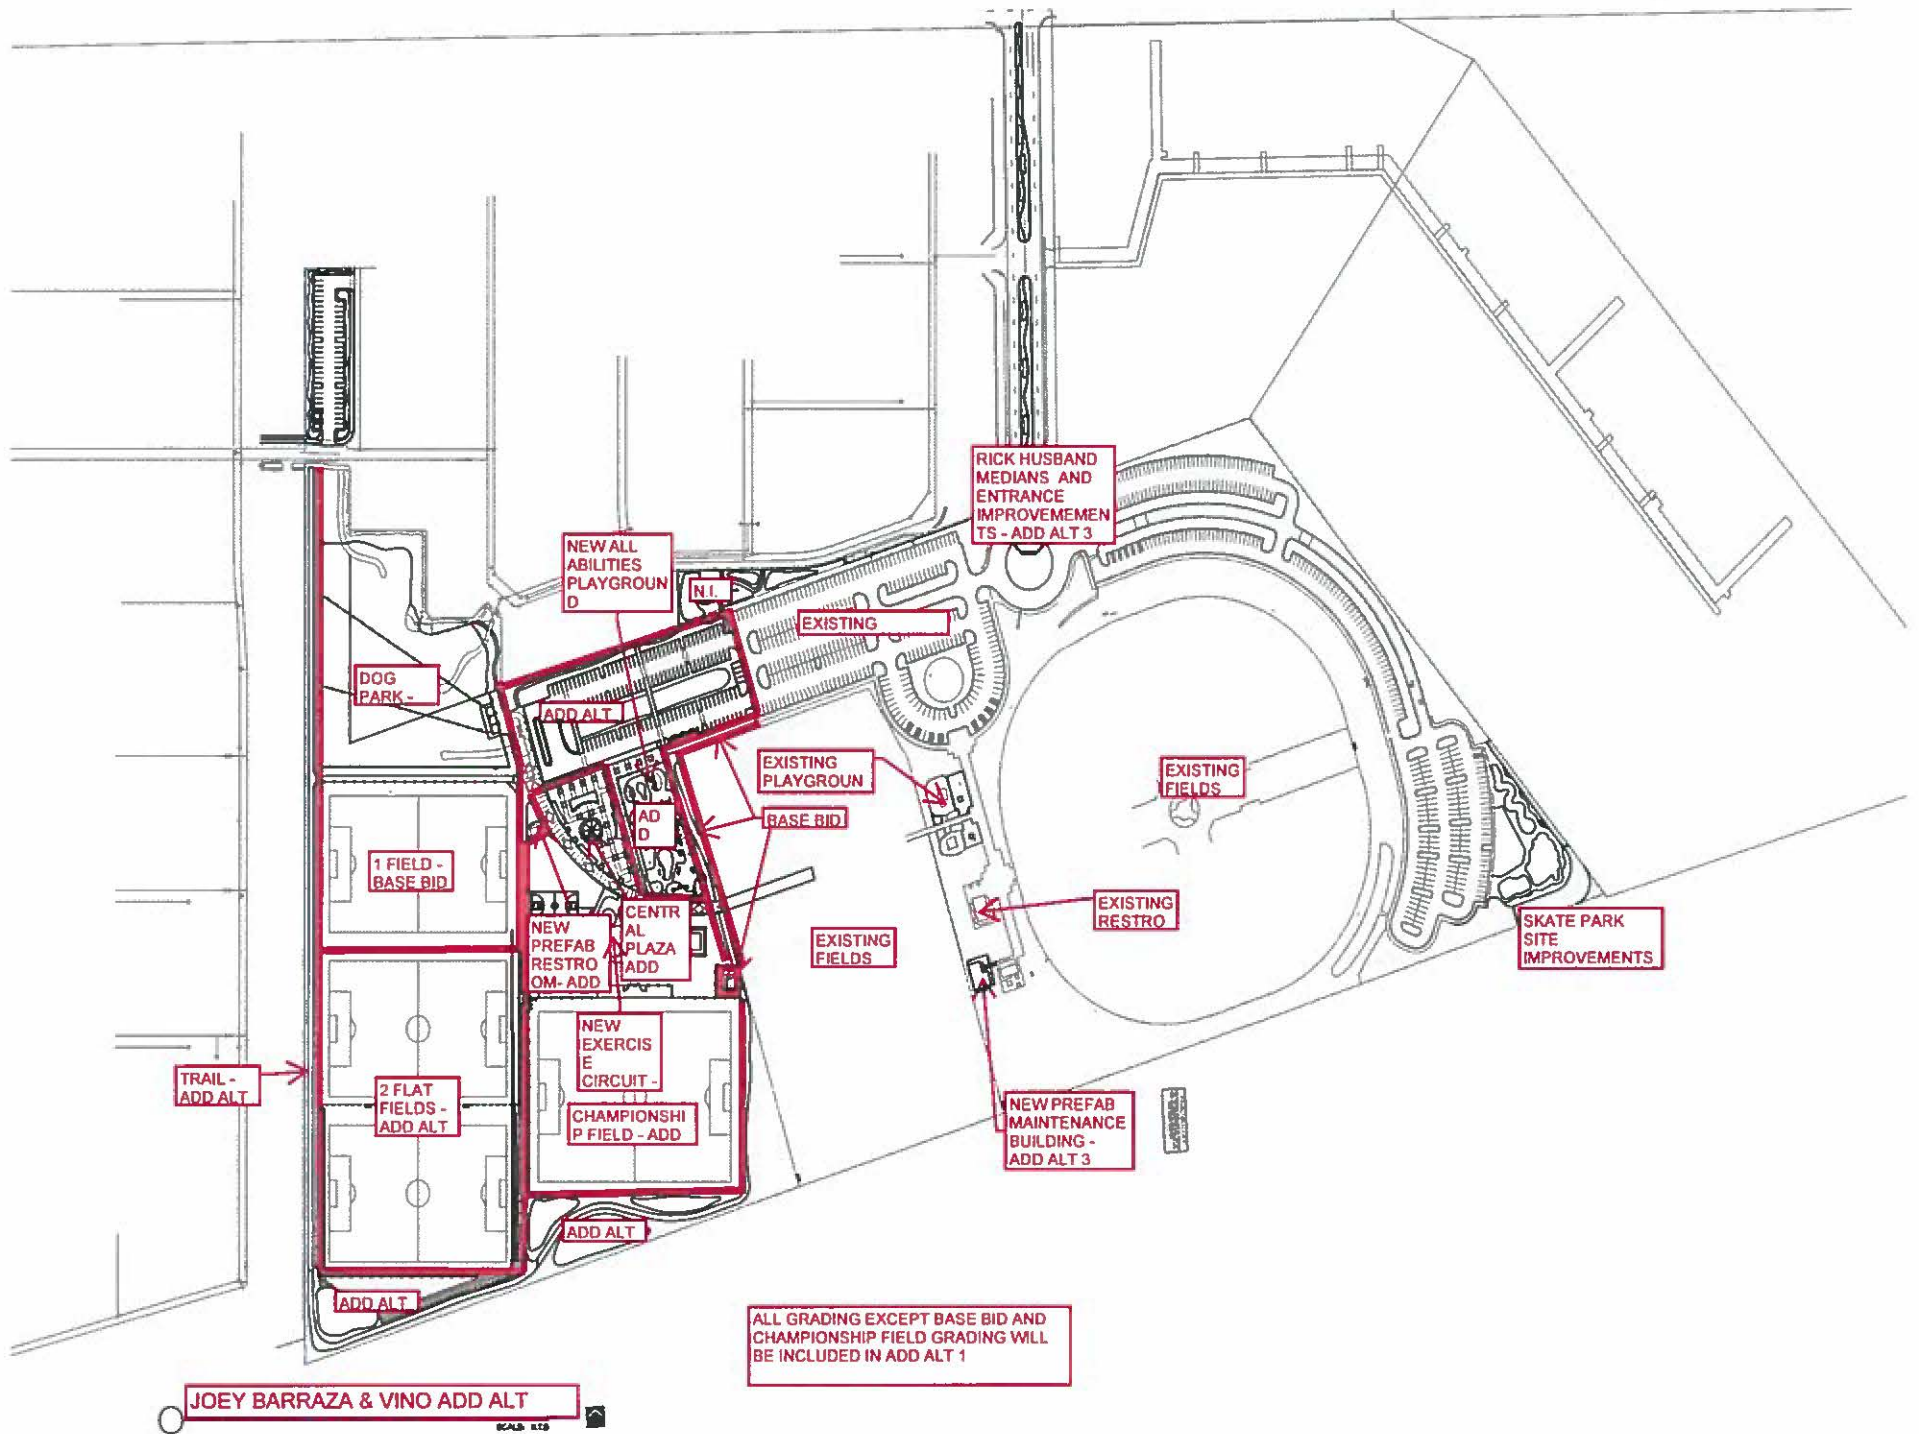 RICK HUSBAND
MEDIANS AND
ENTRANCE
IMPROVEMEMEN
TS - ADD ALT 3
NEW ALL
ABILITIES
PLAYGROUN
D
N.I.
EXISTING
DOG
PARK -
ADD ALT
EXISTING
PLAYGROUN
EXISTING
FIELDS
AD
D
BASE BID
1 FIELD -
BASE BID
NEW
PREFAB
RESTRO
OM- ADD
CENTR
AL
PLAZA
ADD
EXISTING
FIELDS
EXISTING
RESTRO
SKATE PARK
SITE
IMPROVEMENTS
NEW
EXERCIS
E
CIRCUIT -
TRAIL -
ADD ALT
2 FLAT
FIELDS -
ADD ALT
CHAMPIONSHI
P FIELD - ADD
NEW PREFAB
MAINTENANCE
BUILDING -
ADD ALT 3
ADD ALT
ADD ALT
ALL GRADING EXCEPT BASE BID AND
CHAMPIONSHIP FIELD GRADING WILL
BE INCLUDED IN ADD ALT 1
JOEY BARRAZA & VINO ADD ALT
SCALE: NTS